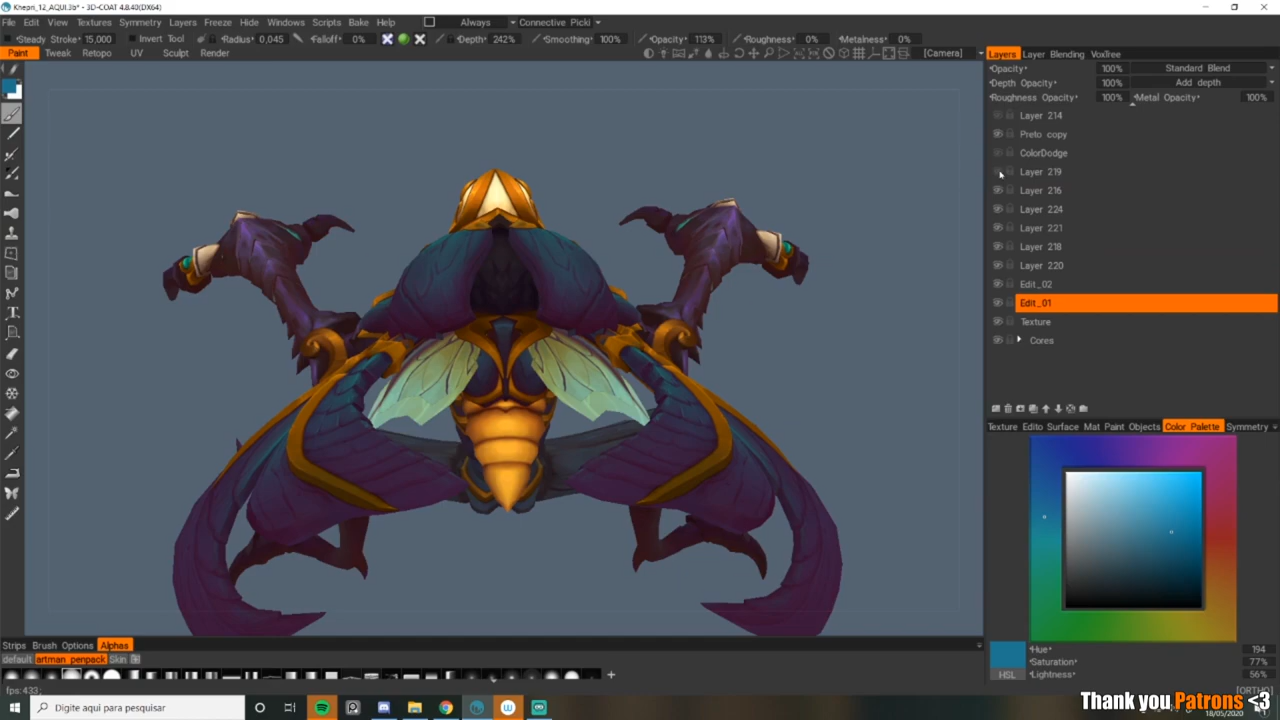 Khepri_12_AQUI.3b* - 3D-COAT 4.8.40(DX64)
File Edit View Textures Symmetry Layers Freeze Hide Windows Scripts Bake Help Always Connective Picki
Steady Stroke 15,000 Invert Tool Radius 0,045 Falloff 0% Depth 242% Smoothing 100% Opacity 113% Roughness 0% Metalness 0%
Paint Tweak Retopo UV Sculpt Render [Camera]
Layers Layer Blending VoxTree
Opacity 100% Standard Blend
Depth Opacity 100% Add depth
Roughness Opacity 100% Metal Opacity 100%
Layer 214
Preto copy
ColorDodge
Layer 219
Layer 216
Layer 224
Layer 221
Layer 218
Layer 220
Edit_02
Edit_01
Texture
Cores
Texture Edito Surface Mat Paint Objects Color Palette Symmetry
Hue 194
Saturation 77%
HSL Lightness 56%
Strips Brush Options Alphas
default artman penpack Skin
fps:433;
[ORTHO]
Digite aqui para pesquisar
Thank you Patrons <3
18/05/2020